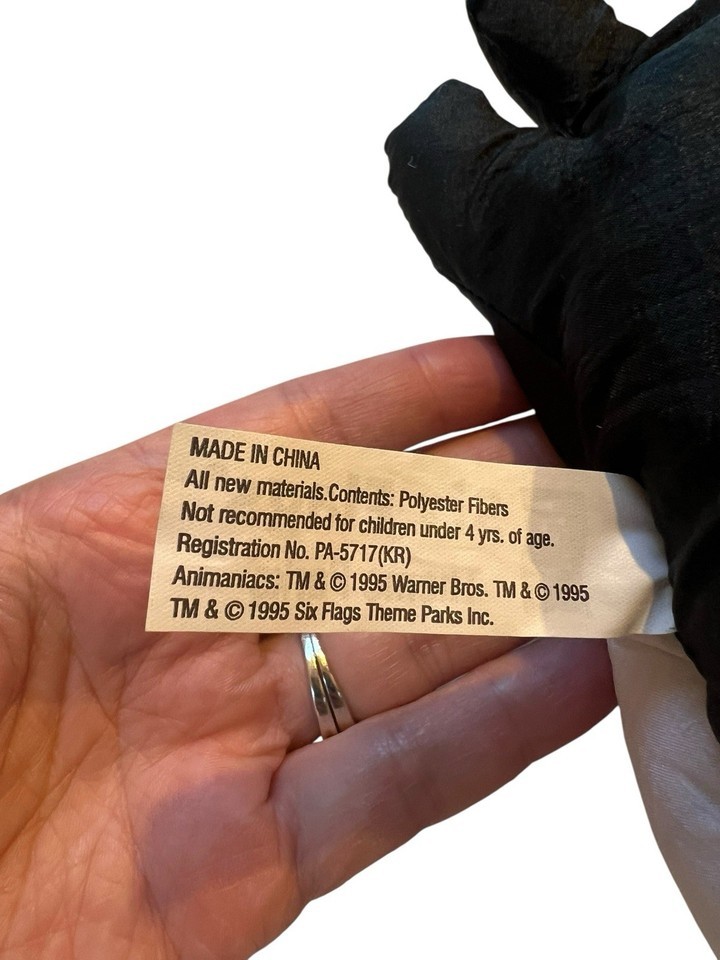 MADE IN CHINA
All new materials.Contents: Polyester Fibers
Not recommended for children under 4 yrs. of age.
Registration No. PA-5717(KR)
Animaniacs: TM & © 1995 Warner Bros. TM & © 1995
TM & © 1995 Six Flags Theme Parks Inc.